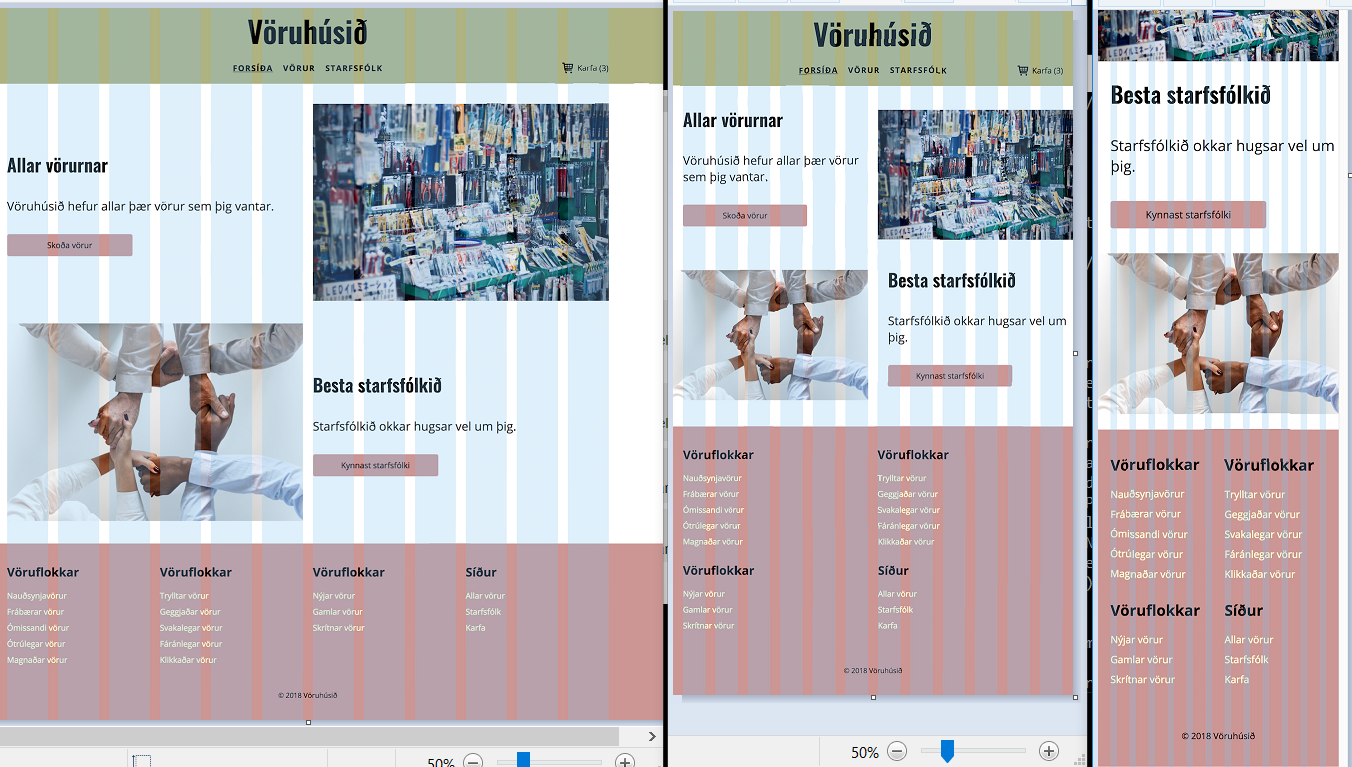 Vöruhúsið
FORSÍÐA VÖRUR STARFSFÓLK
Karfa (3)
Allar vörurnar
Vöruhúsið hefur allar þær vörur sem þig vantar.
Skoða vörur
Besta starfsfólkið
Starfsfólkið okkar hugsar vel um þig.
Kynnast starfsfólki
Vöruflokkar
Nauðsynjavörur
Frábærar vörur
Ómissandi vörur
Ótrúlegar vörur
Magnaðar vörur
Vöruflokkar
Trylltar vörur
Geggjaðar vörur
Svakalegar vörur
Fáránlegar vörur
Klikkaðar vörur
Vöruflokkar
Nýjar vörur
Gamlar vörur
Skrítnar vörur
Síður
Allar vörur
Starfsfólk
Karfa
© 2018 Vöruhúsið
50%
Vöruhúsið
FORSÍÐA VÖRUR STARFSFÓLK
Karfa (3)
Allar vörurnar
Vöruhúsið hefur allar þær vörur
sem þig vantar.
Skoða vörur
Besta starfsfólkið
Starfsfólkið okkar hugsar vel um
þig.
Kynnast starfsfólki
Vöruflokkar
Nauðsynjavörur
Frábærar vörur
Ómissandi vörur
Ótrúlegar vörur
Magnaðar vörur
Vöruflokkar
Trylltar vörur
Geggjaðar vörur
Svakalegar vörur
Fáránlegar vörur
Klikkaðar vörur
Vöruflokkar
Nýjar vörur
Gamlar vörur
Skrítnar vörur
Síður
Allar vörur
Starfsfólk
Karfa
© 2018 Vöruhúsið
50%
Besta starfsfólkið
Starfsfólkið okkar hugsar vel um
þig.
Kynnast starfsfólki
Vöruflokkar
Nauðsynjavörur
Frábærar vörur
Ómissandi vörur
Ótrúlegar vörur
Magnaðar vörur
Vöruflokkar
Trylltar vörur
Geggjaðar vörur
Svakalegar vörur
Fáránlegar vörur
Klikkaðar vörur
Vöruflokkar
Nýjar vörur
Gamlar vörur
Skrítnar vörur
Síður
Allar vörur
Starfsfólk
Karfa
© 2018 Vöruhúsið